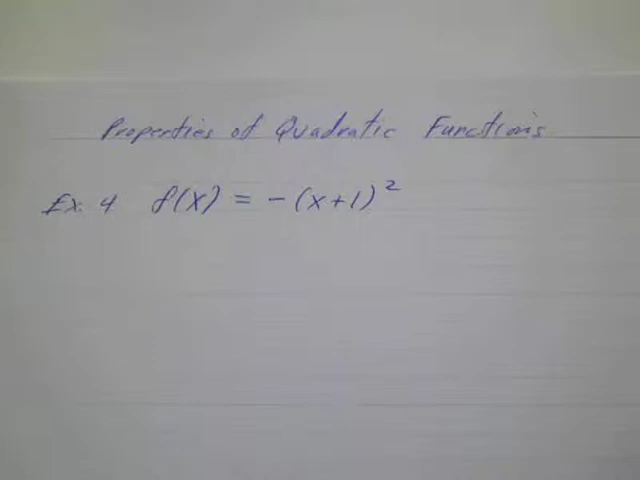 Properties of Quadratic Functions
Ex. 4 f(x) = -(x+1)²